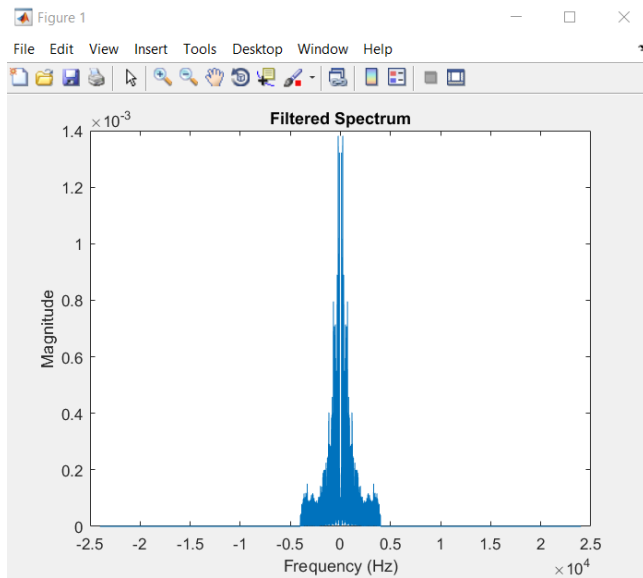 Figure 1
File Edit View Insert Tools Desktop Window Help
Filtered Spectrum
×10-3
1.4
1.2
1
0.8
0.6
0.4
0.2
0
Magnitude
-2.5 -2 -1.5 -1 -0.5 0 0.5 1 1.5 2 2.5
Frequency (Hz)
×104